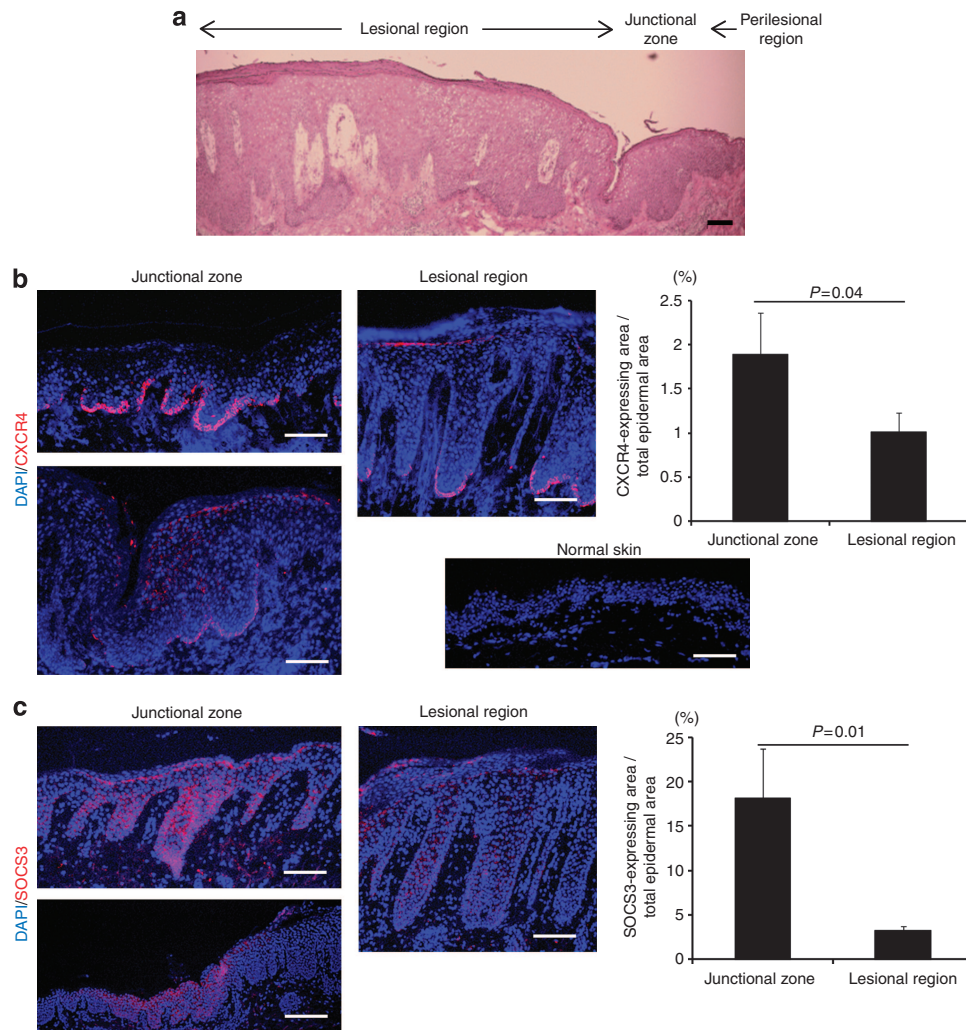 a
Lesional region
Junctional
zone
Perilesional
region
b
Junctional zone
Lesional region
DAPI/CXCR4
Normal skin
(%)
CXCR4-expressing area /
total epidermal area
2.5
2
1.5
1
0.5
0
P=0.04
Junctional zone
Lesional region
c
Junctional zone
Lesional region
DAPI/SOCS3
(%)
SOCS3-expressing area /
total epidermal area
25
20
15
10
5
0
P=0.01
Junctional zone
Lesional region